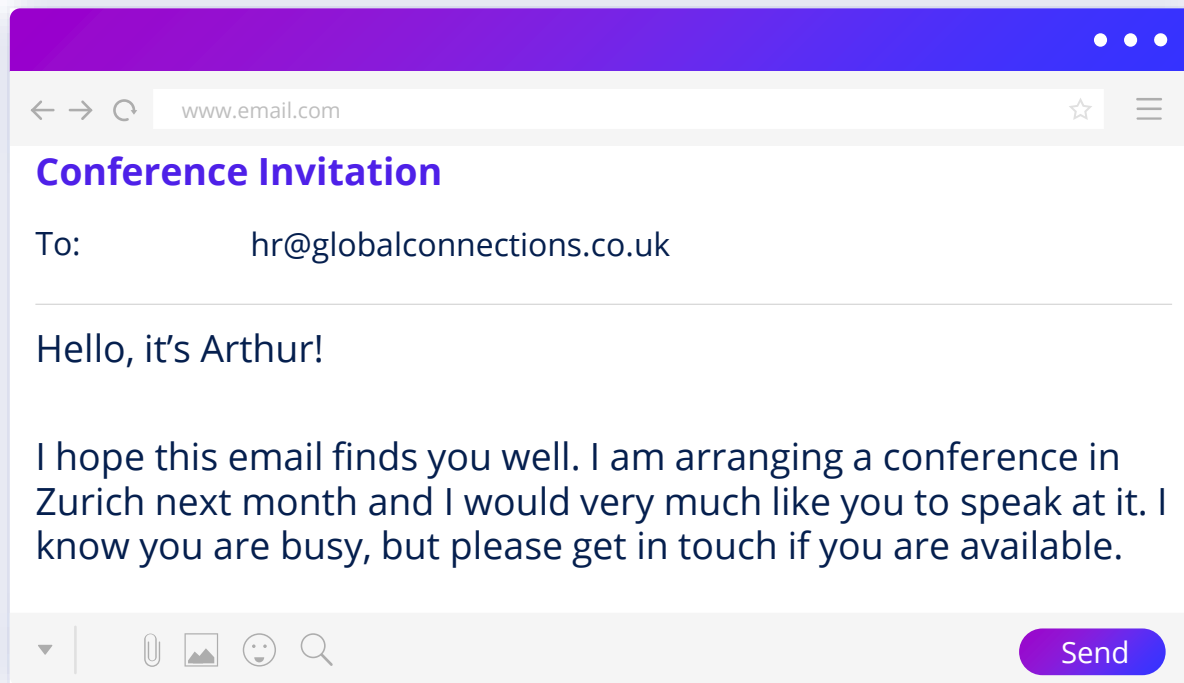 www.email.com
Conference Invitation
To: hr@globalconnections.co.uk
Hello, it’s Arthur!
I hope this email finds you well. I am arranging a conference in
Zurich next month and I would very much like you to speak at it. I
know you are busy, but please get in touch if you are available.
Send